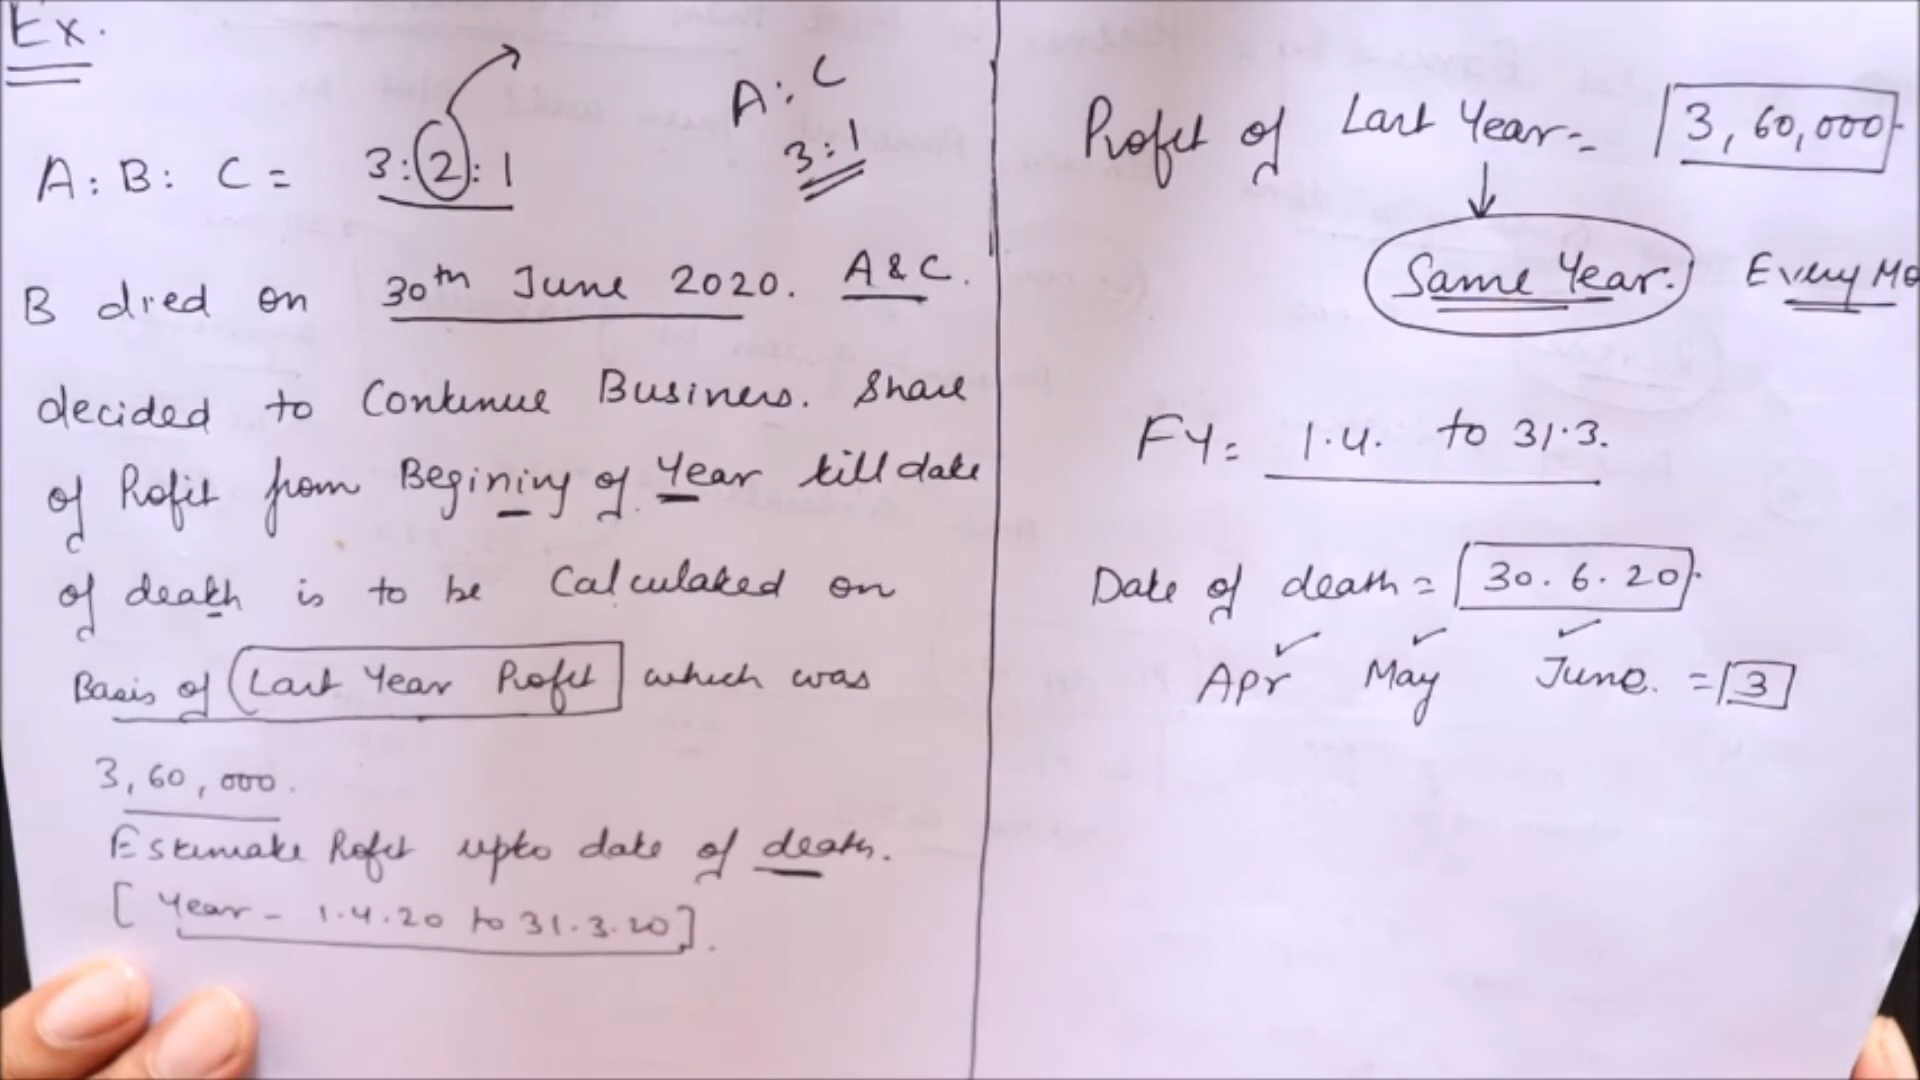 Ex.
A : C
3 : 1
A : B : C = 3 : 2 : 1
B died on 30th June 2020. A & C.
decided to Continue Business. Share
of Profit from Begining of Year till date
of death is to be Calculated on
Basis of Last Year Profit which was
3,60,000.
Estimate Profit upto date of death.
[Year - 1.4.20 to 31.3.20].
Profit of Last Year = 3,60,000
Same Year. Every Mo
FY = 1.4. to 31.3.
Date of death = 30.6.20.
Apr May June. = 3